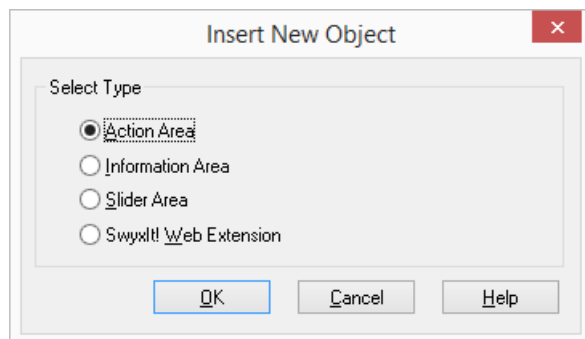 Insert New Object
Select Type
Action Area
Information Area
Slider Area
SwyxIt! Web Extension
OK Cancel Help